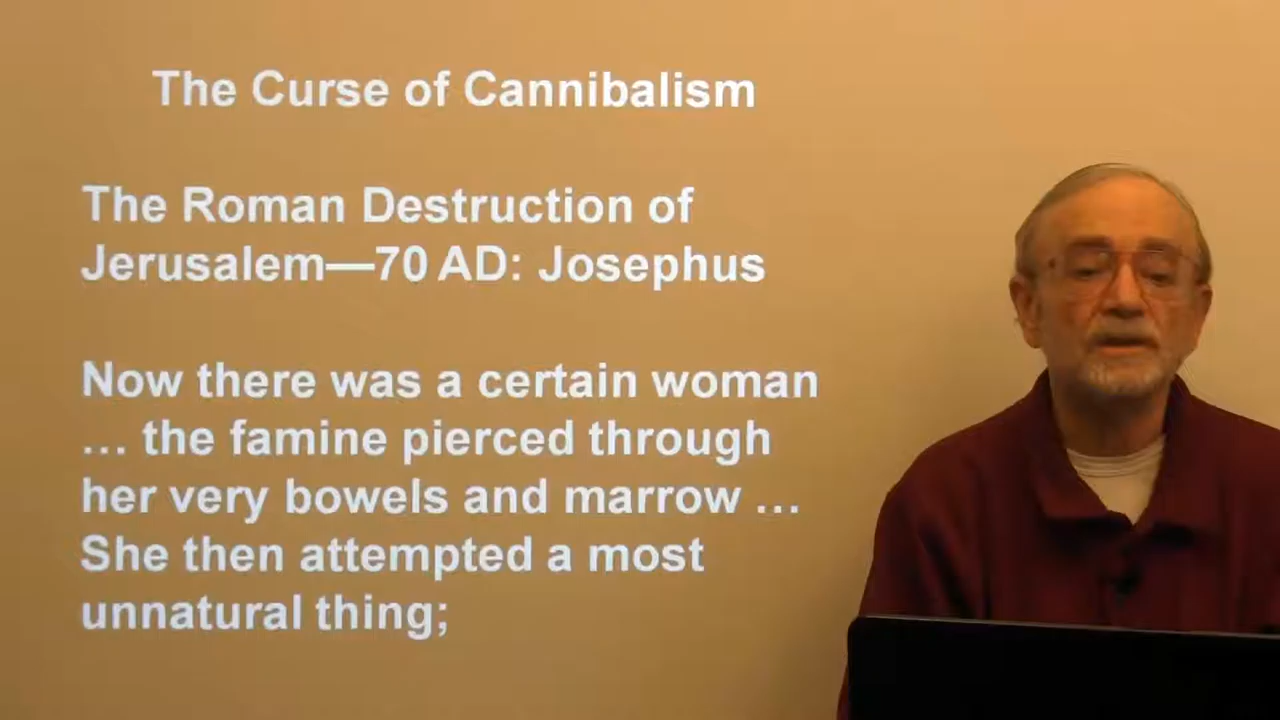 The Curse of Cannibalism
The Roman Destruction of
Jerusalem—70 AD: Josephus
Now there was a certain woman
… the famine pierced through
her very bowels and marrow …
She then attempted a most
unnatural thing;